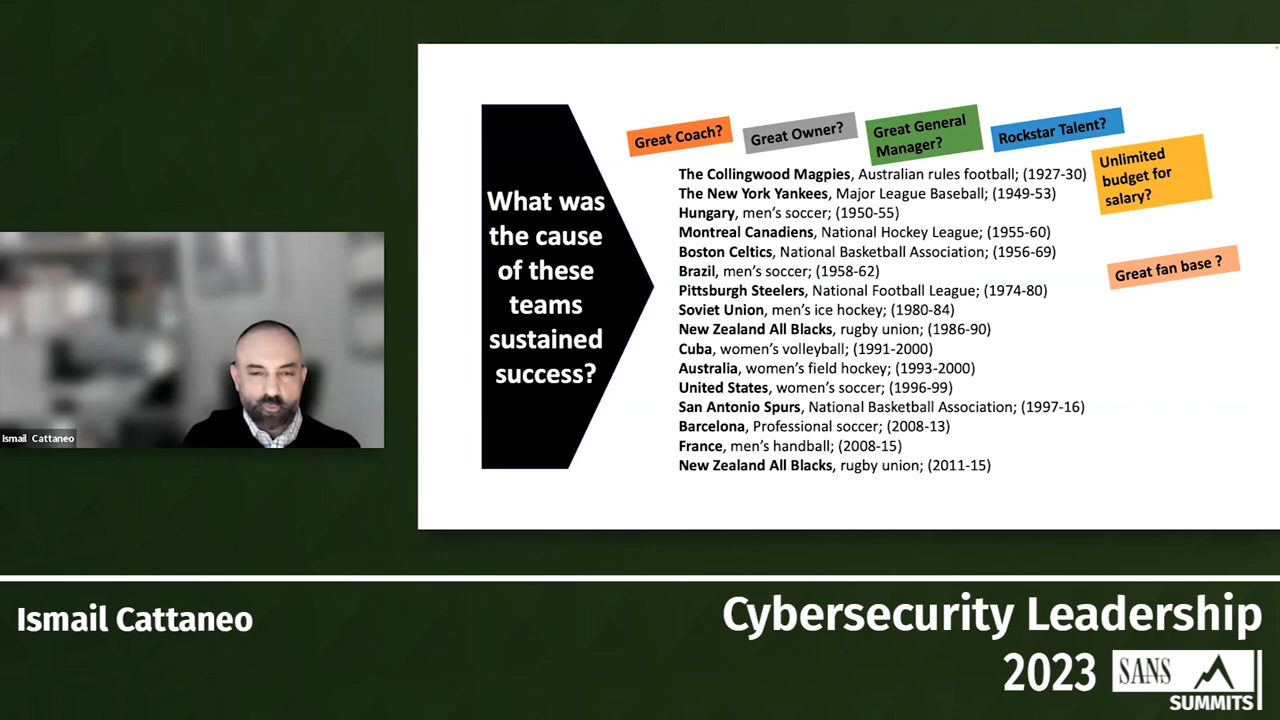 Great Coach?
Great Owner?
Great General
Manager?
Rockstar Talent?
Unlimited
budget for
salary?
Great fan base ?
What was
the cause
of these
teams
sustained
success?
The Collingwood Magpies, Australian rules football; (1927-30)
The New York Yankees, Major League Baseball; (1949-53)
Hungary, men’s soccer; (1950-55)
Montreal Canadiens, National Hockey League; (1955-60)
Boston Celtics, National Basketball Association; (1956-69)
Brazil, men’s soccer; (1958-62)
Pittsburgh Steelers, National Football League; (1974-80)
Soviet Union, men’s ice hockey; (1980-84)
New Zealand All Blacks, rugby union; (1986-90)
Cuba, women’s volleyball; (1991-2000)
Australia, women’s field hockey; (1993-2000)
United States, women’s soccer; (1996-99)
San Antonio Spurs, National Basketball Association; (1997-16)
Barcelona, Professional soccer; (2008-13)
France, men’s handball; (2008-15)
New Zealand All Blacks, rugby union; (2011-15)
Ismail Cattaneo
Ismail Cattaneo
Cybersecurity Leadership
2023
SANS
SUMMITS